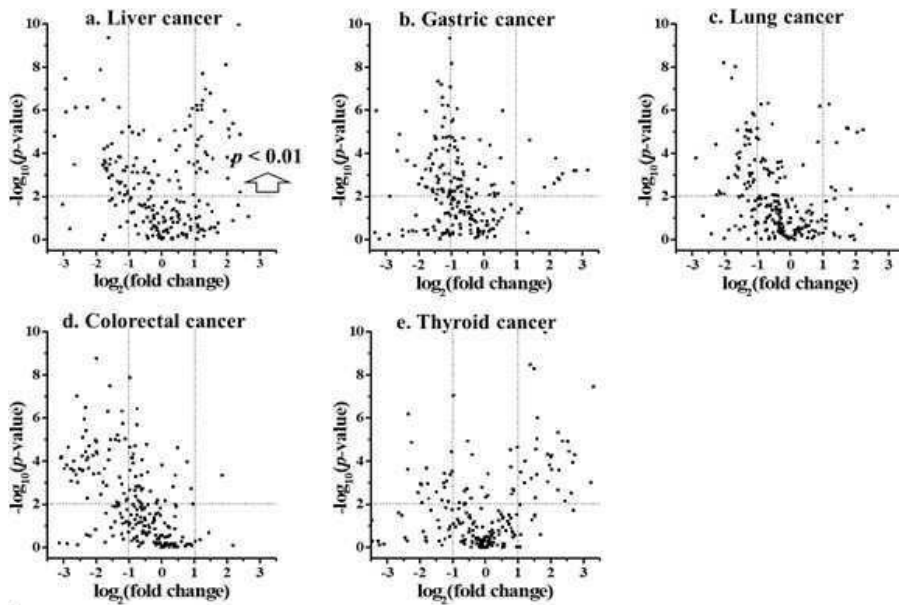 a. Liver cancer
b. Gastric cancer
c. Lung cancer
10
8
6
4
2
0
-log10(p-value)
p < 0.01
-3 -2 -1 0 1 2 3
log2(fold change)
10
8
6
4
2
0
-log10(p-value)
-3 -2 -1 0 1 2 3
log2(fold change)
10
8
6
4
2
0
-log10(p-value)
-3 -2 -1 0 1 2 3
log2(fold change)
d. Colorectal cancer
e. Thyroid cancer
10
8
6
4
2
0
-log10(p-value)
-3 -2 -1 0 1 2 3
log2(fold change)
10
8
6
4
2
0
-log10(p-value)
-3 -2 -1 0 1 2 3
log2(fold change)